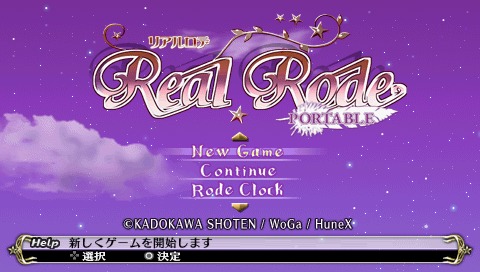 リアルロデ
Real Rode
PORTABLE
New Game
Continue
Rode Clock
©KADOKAWA SHOTEN / WoGa / HuneX
Help 新しくゲームを開始します
選択 決定